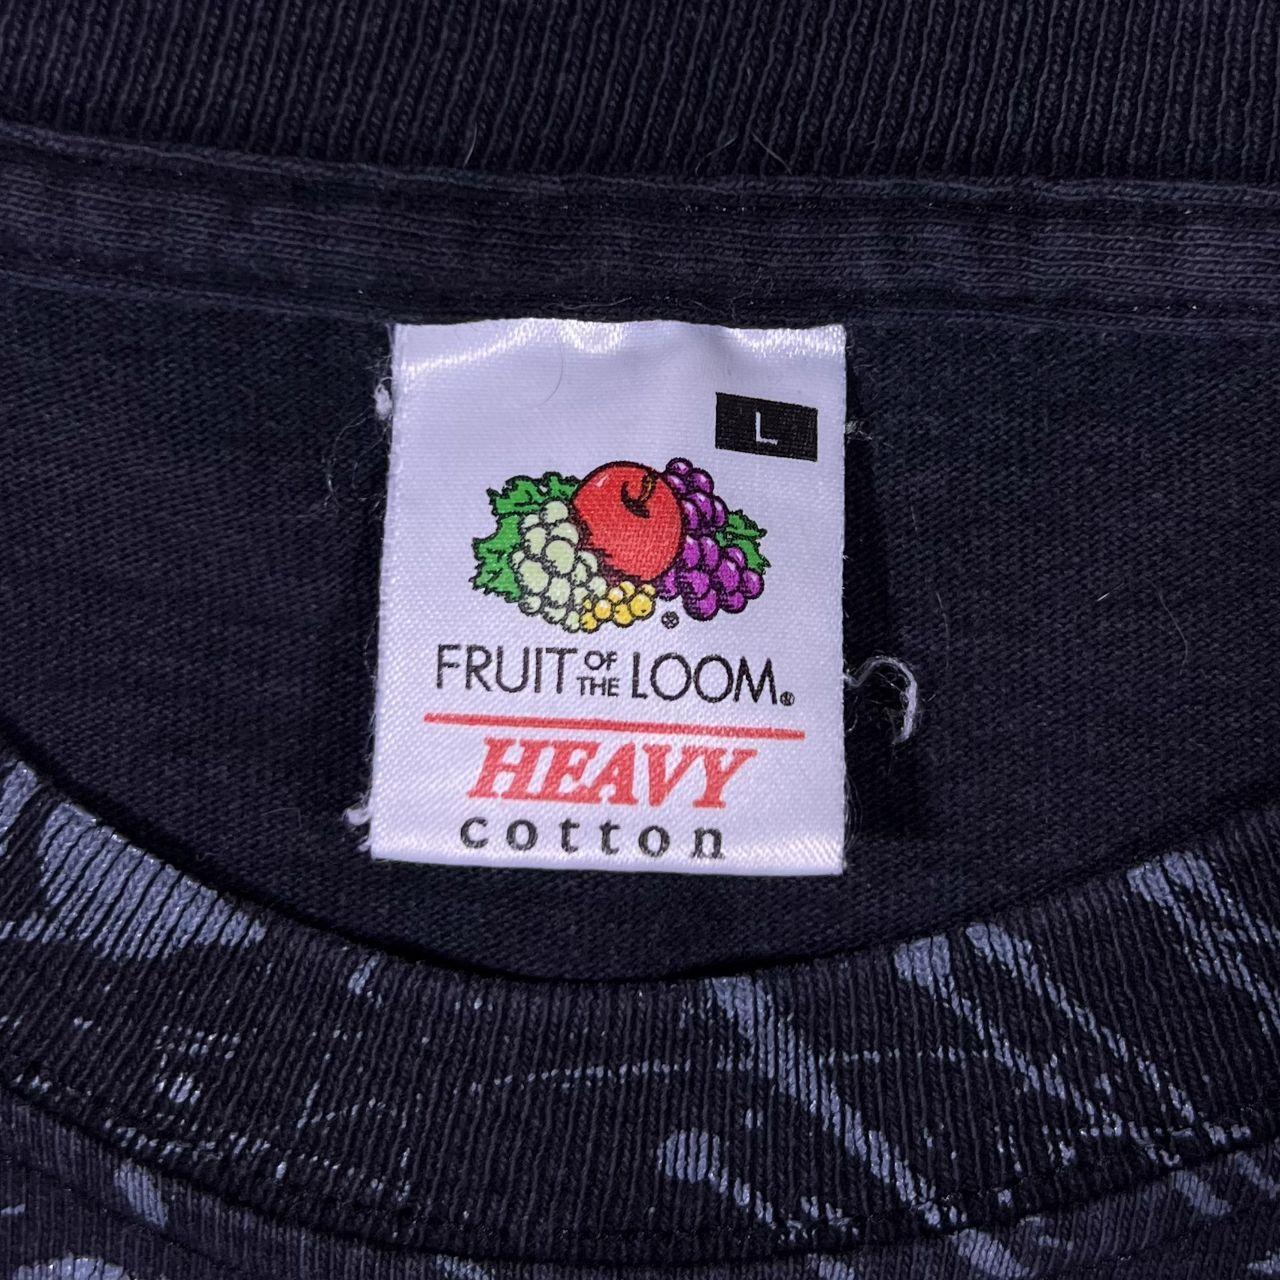 L
®
FRUIT OF THE LOOM®
HEAVY
cotton